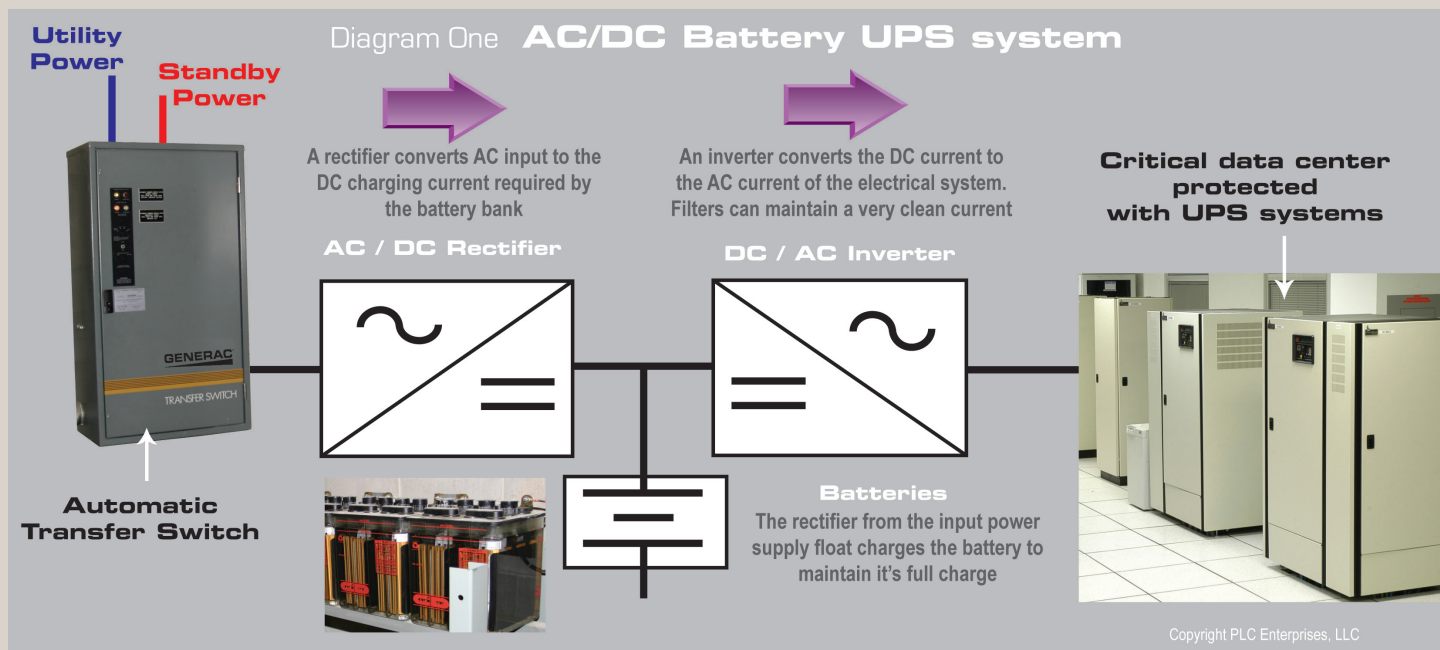 Diagram One AC/DC Battery UPS system
Utility
Power
Standby
Power
A rectifier converts AC input to the
DC charging current required by
the battery bank
An inverter converts the DC current to
the AC current of the electrical system.
Filters can maintain a very clean current
Critical data center
protected
with UPS systems
AC / DC Rectifier
DC / AC Inverter
GENERAC
TRANSFER SWITCH
Automatic
Transfer Switch
Batteries
The rectifier from the input power
supply float charges the battery to
maintain it's full charge
Copyright PLC Enterprises, LLC